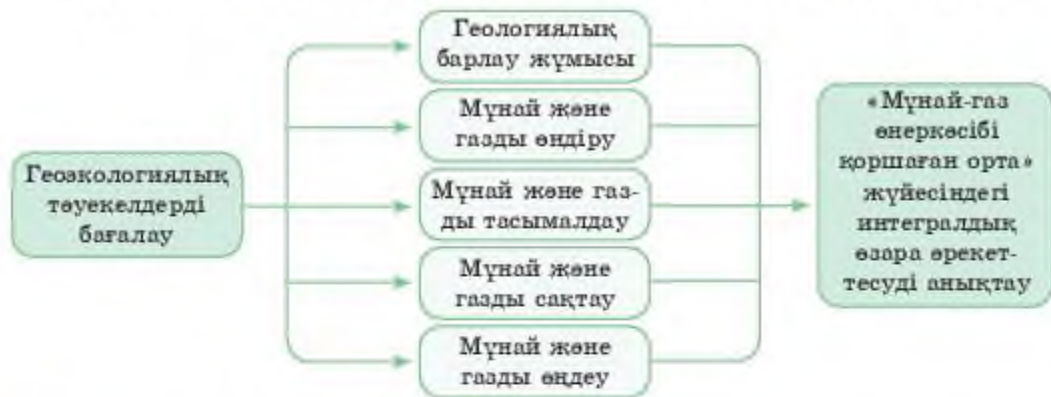 Геоэкологиялық
тәуекелдерді
бағалау
Геологиялық
барлау жұмысы
Мұнай және
газды өндіру
Мұнай және газ-
ды тасымалдау
Мұнай және
газды сақтау
Мұнай және
газды өңдеу
«Мұнай-газ
өнеркәсібі
қоршаған орта»
жүйесіндегі
интегралдық
өзара әрекет-
тесуді анықтау